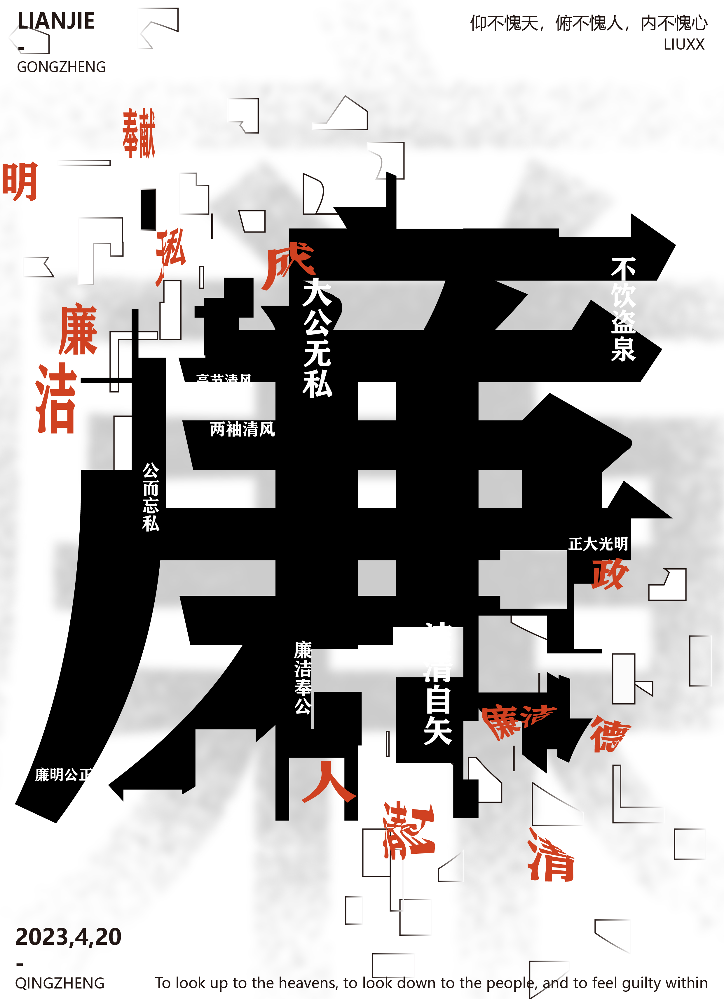 LIANJIE
-
GONGZHENG
仰不愧天，俯不愧人，内不愧心
LIUXX
奉献
明
私
成
不饮盗泉
大公无私
廉
洁
高节清风
两袖清风
公而忘私
廉
正大光明
政
清自矢
廉洁奉公
廉洁
德
廉明公正
人
清
2023,4,20
-
QINGZHENG
To look up to the heavens, to look down to the people, and to feel guilty within